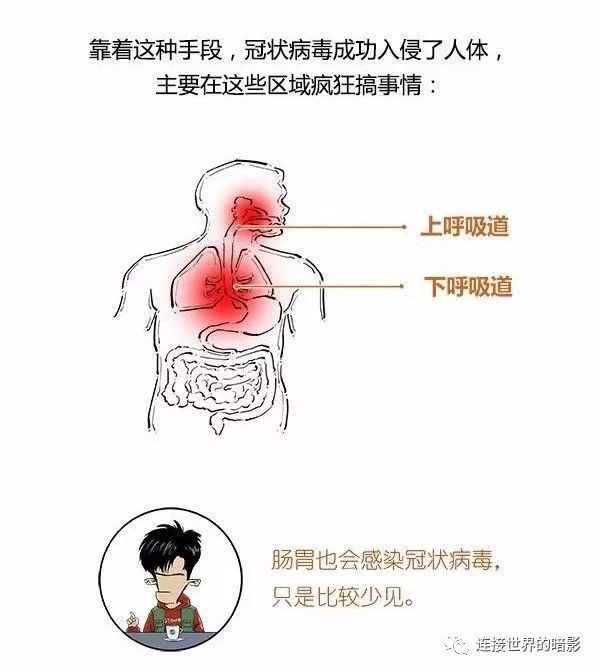 靠着这种手段，冠状病毒成功入侵了人体，
主要在这些区域疯狂搞事情：
上呼吸道
下呼吸道
肠胃也会感染冠状病毒，
只是比较少见。
连接世界的暗影